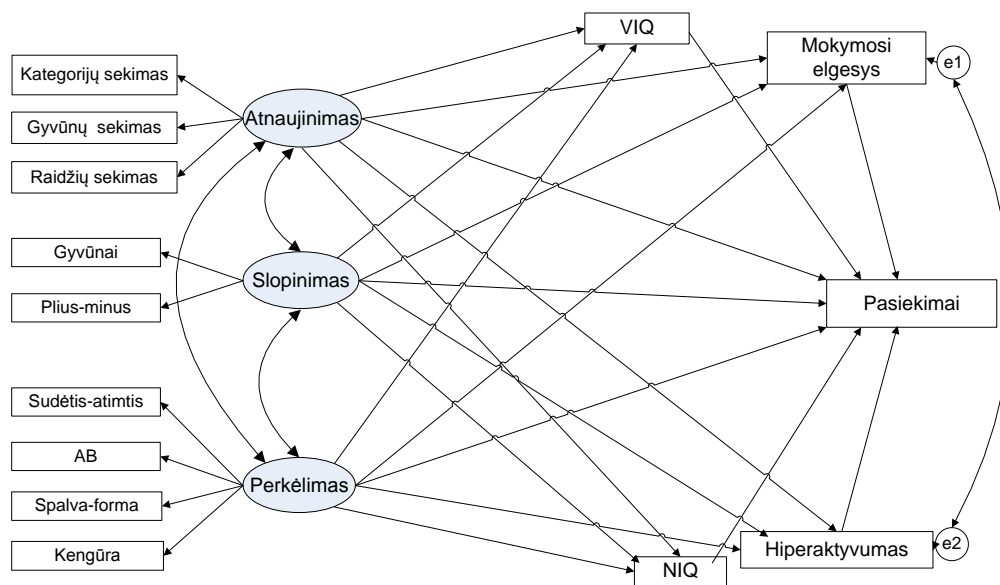 VIQ
Mokymosi
elgesys
e1
Kategorijų sekimas
Gyvūnų sekimas
Raidžių sekimas
Atnaujinimas
Gyvūnai
Plius-minus
Slopinimas
Pasiekimai
Sudėtis-atimtis
AB
Spalva-forma
Kengūra
Perkėlimas
NIQ
Hiperaktyvumas
e2